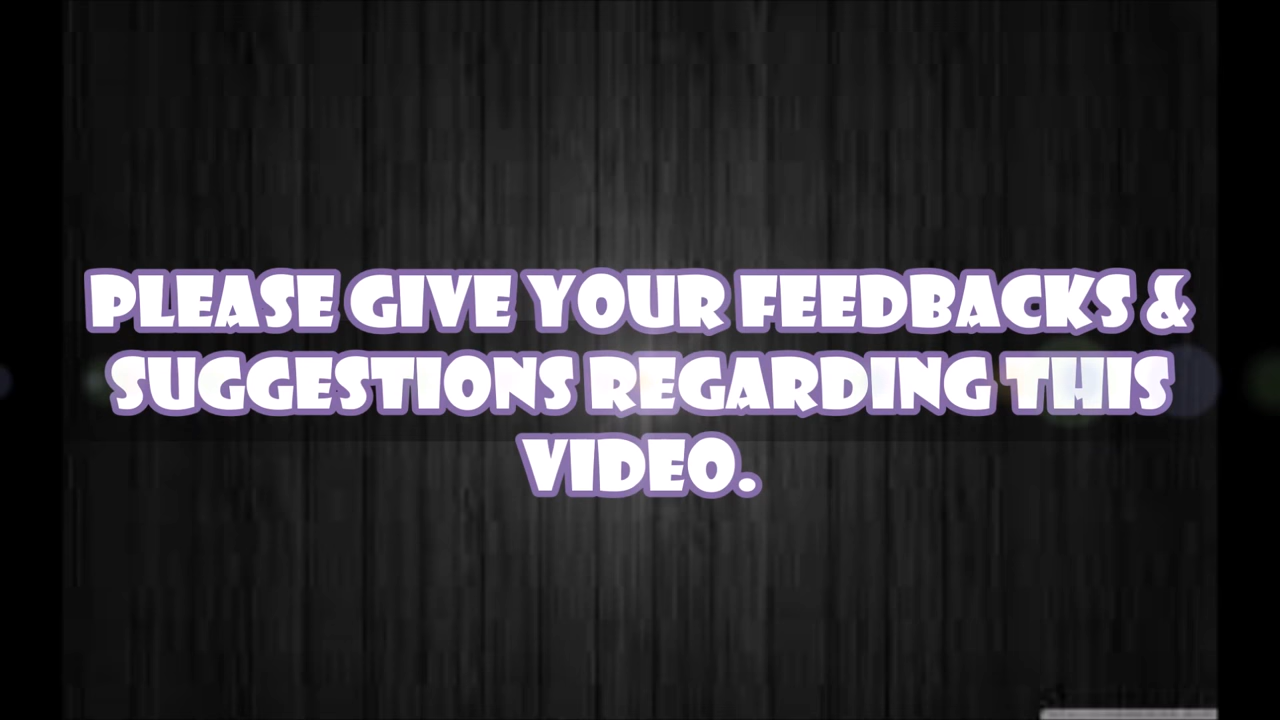 PLEASE GIVE YOUR FEEDBACKS &
SUGGESTIONS REGARDING THIS
VIDEO.